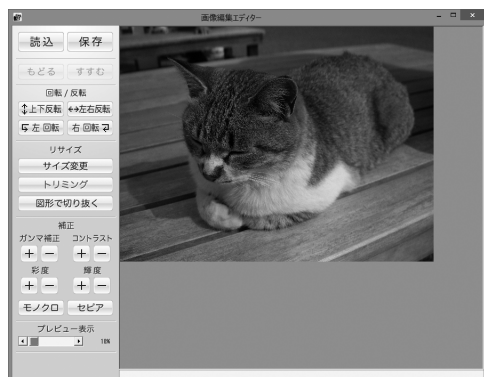 画像編集エディター
読込 保存
もどる すすむ
回転 / 反転
↕上下反転 ↔左右反転
左回転 右回転
リサイズ
サイズ変更
トリミング
図形で切り抜く
補正
ガンマ補正 コントラスト
+ − + −
彩度 輝度
+ − + −
モノクロ セピア
プレビュー表示
10%